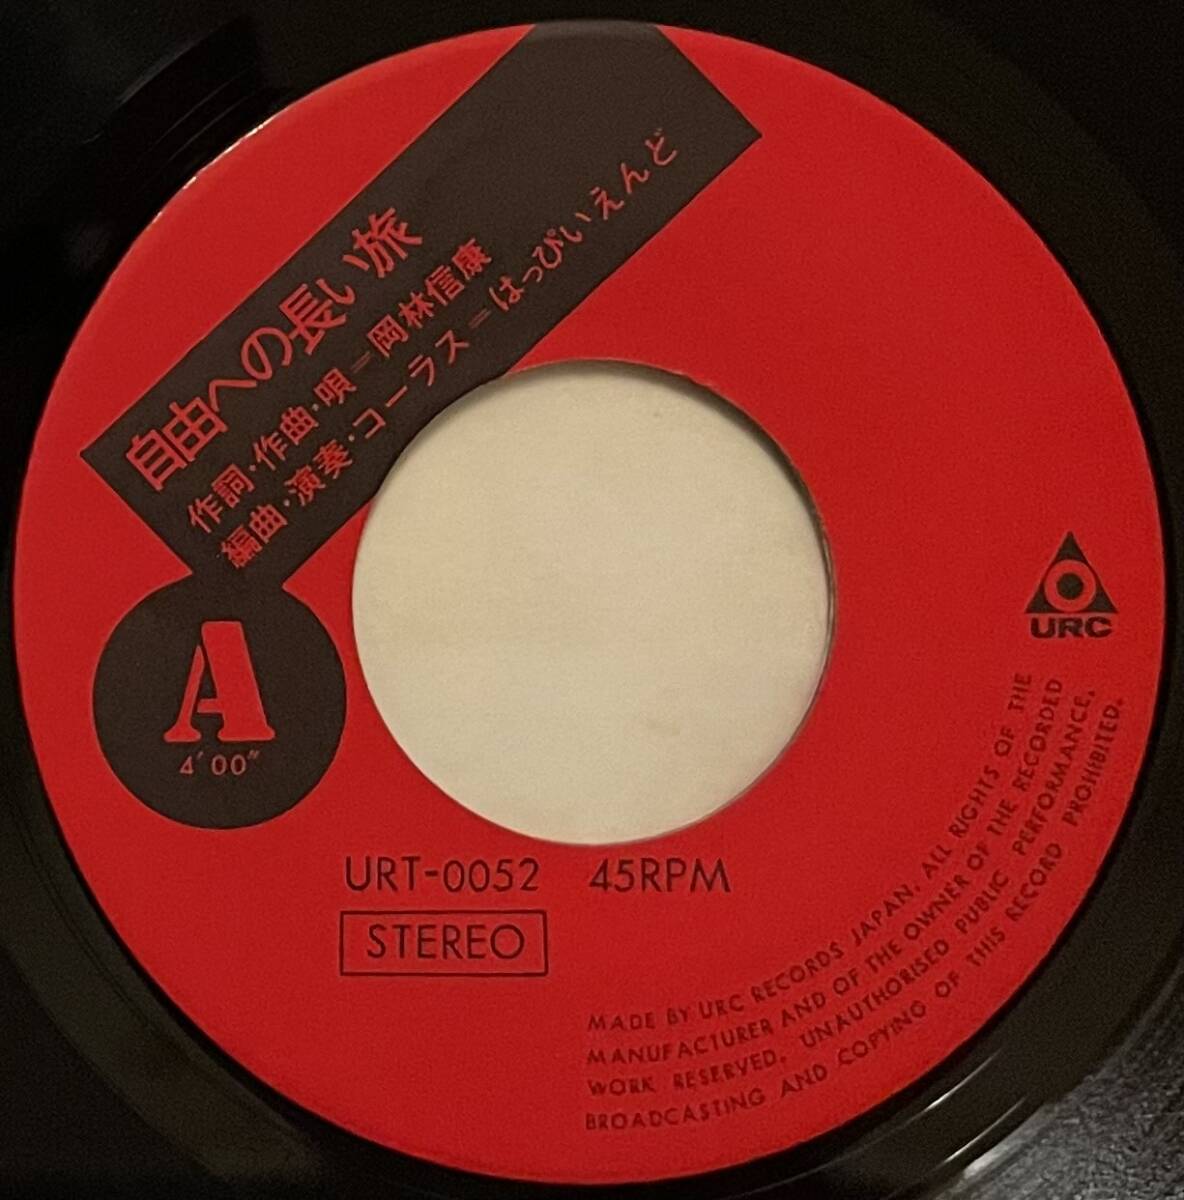 自由への長い旅
作詞・作曲・唄=岡林信康
編曲・演奏・コーラス=はっぴいえんど
A
4′00″
URC
URT-0052 45RPM
STEREO
MADE BY URC RECORDS JAPAN. ALL RIGHTS OF THE
MANUFACTURER AND OF THE OWNER OF THE RECORDED
WORK RESERVED. UNAUTHORISED PUBLIC PERFORMANCE,
BROADCASTING AND COPYING OF THIS RECORD PROHIBITED.